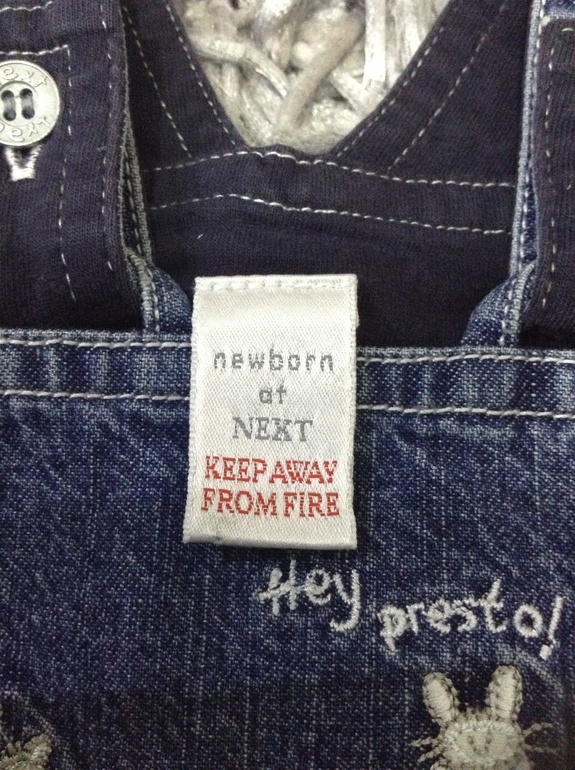 newborn
at
NEXT
KEEP AWAY
FROM FIRE
Hey presto!